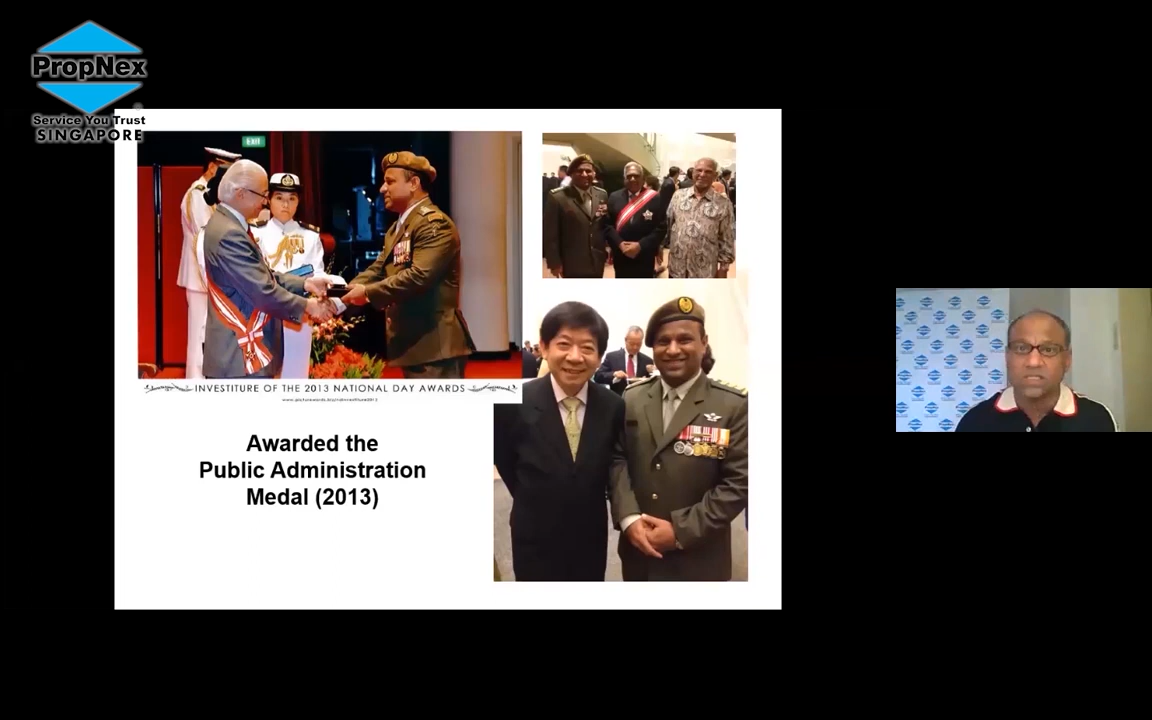 PropNex
Service You Trust
SINGAPORE
EXIT
INVESTITURE OF THE 2013 NATIONAL DAY AWARDS
Awarded the
Public Administration
Medal (2013)